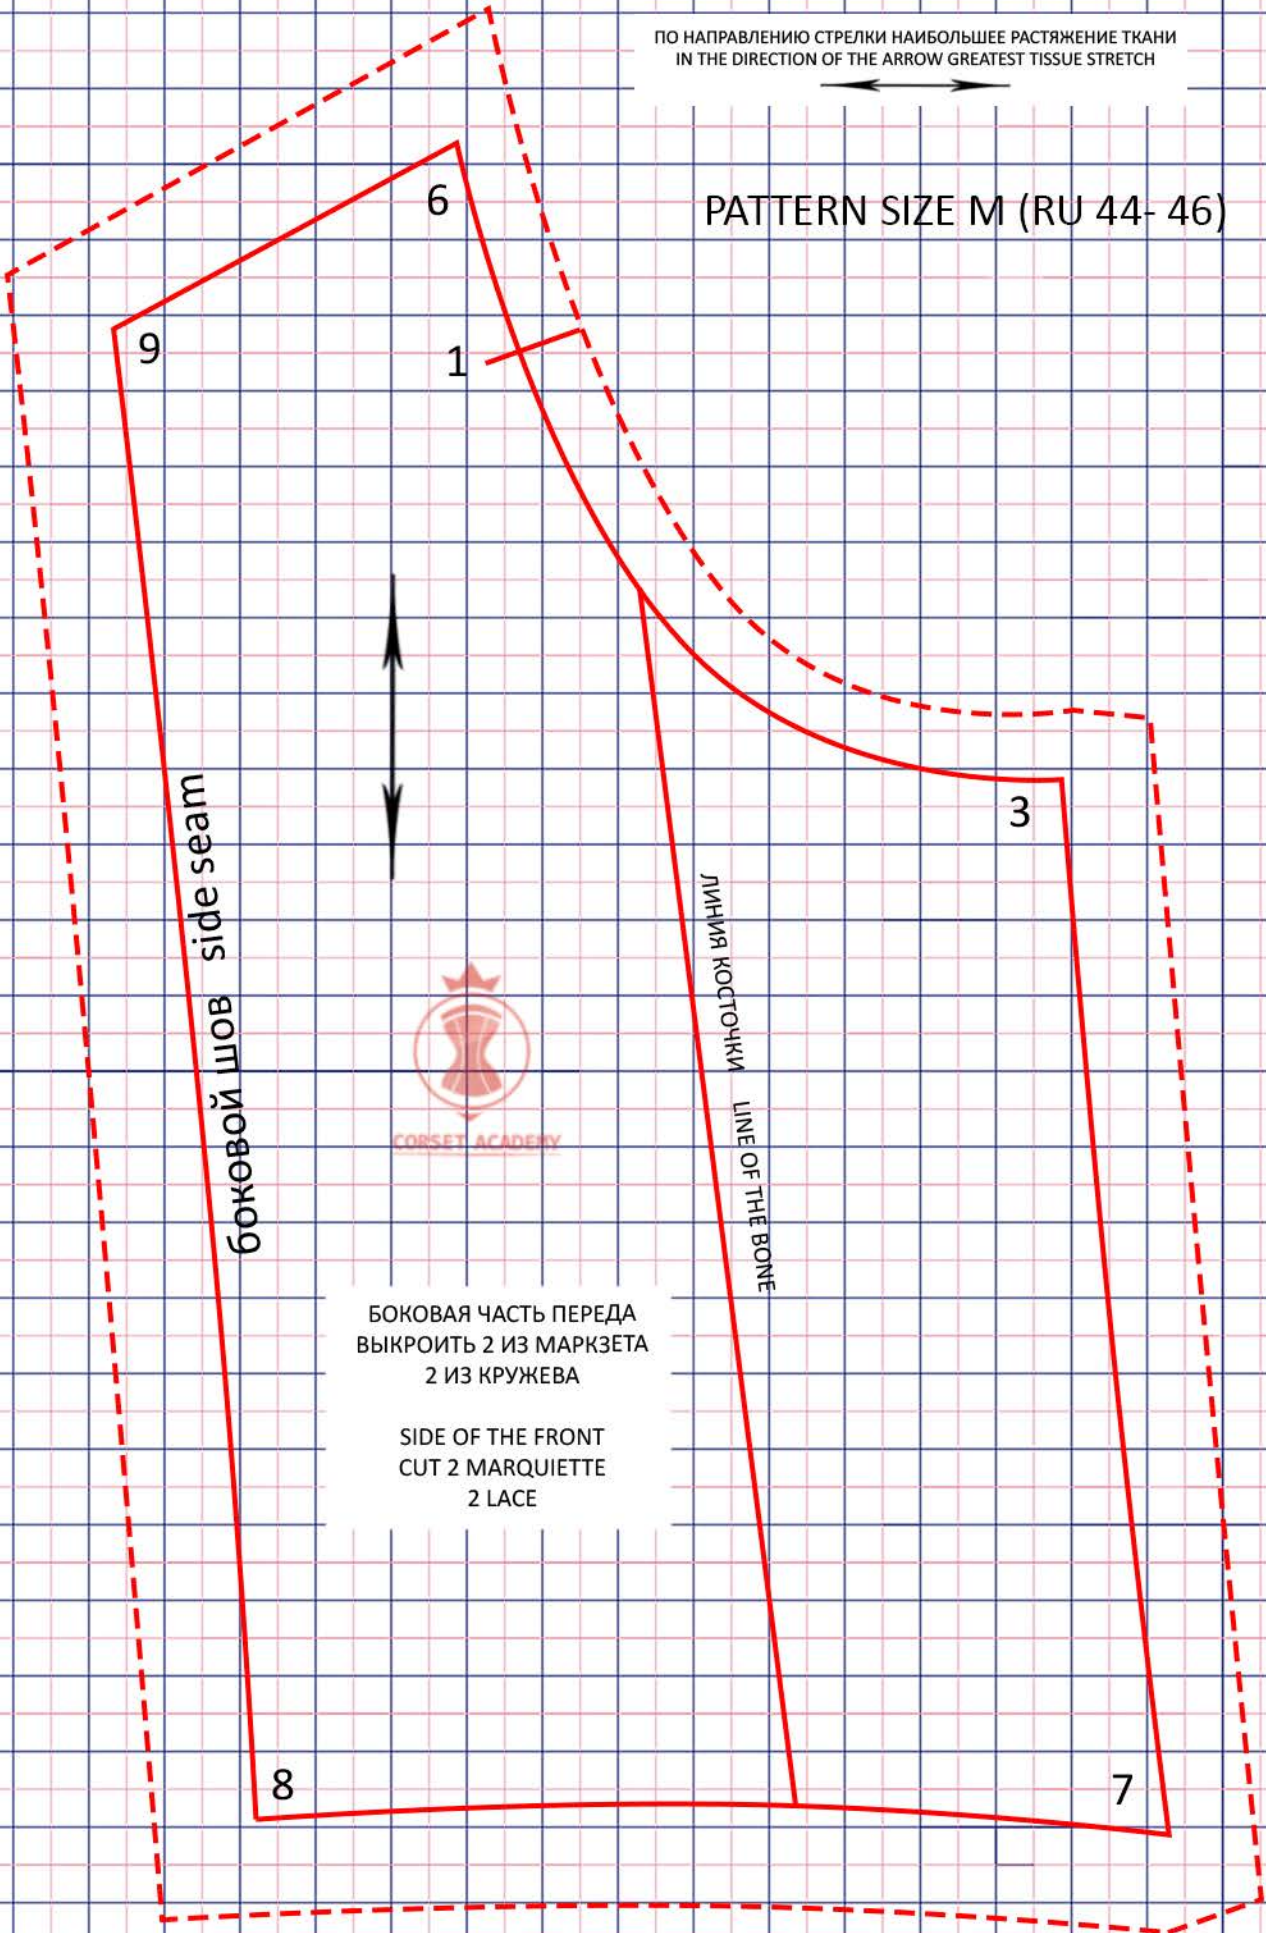 ПО НАПРАВЛЕНИЮ СТРЕЛКИ НАИБОЛЬШЕЕ РАСТЯЖЕНИЕ ТКАНИ
IN THE DIRECTION OF THE ARROW GREATEST TISSUE STRETCH
PATTERN SIZE M (RU 44- 46)
6
9
1
3
боковой шов side seam
ЛИНИЯ КОСТОЧКИ LINE OF THE BONE
CORSET ACADEMY
БОКОВАЯ ЧАСТЬ ПЕРЕДА
ВЫКРОИТЬ 2 ИЗ МАРКЗЕТА
2 ИЗ КРУЖЕВА
SIDE OF THE FRONT
CUT 2 MARQUIETTE
2 LACE
8
7